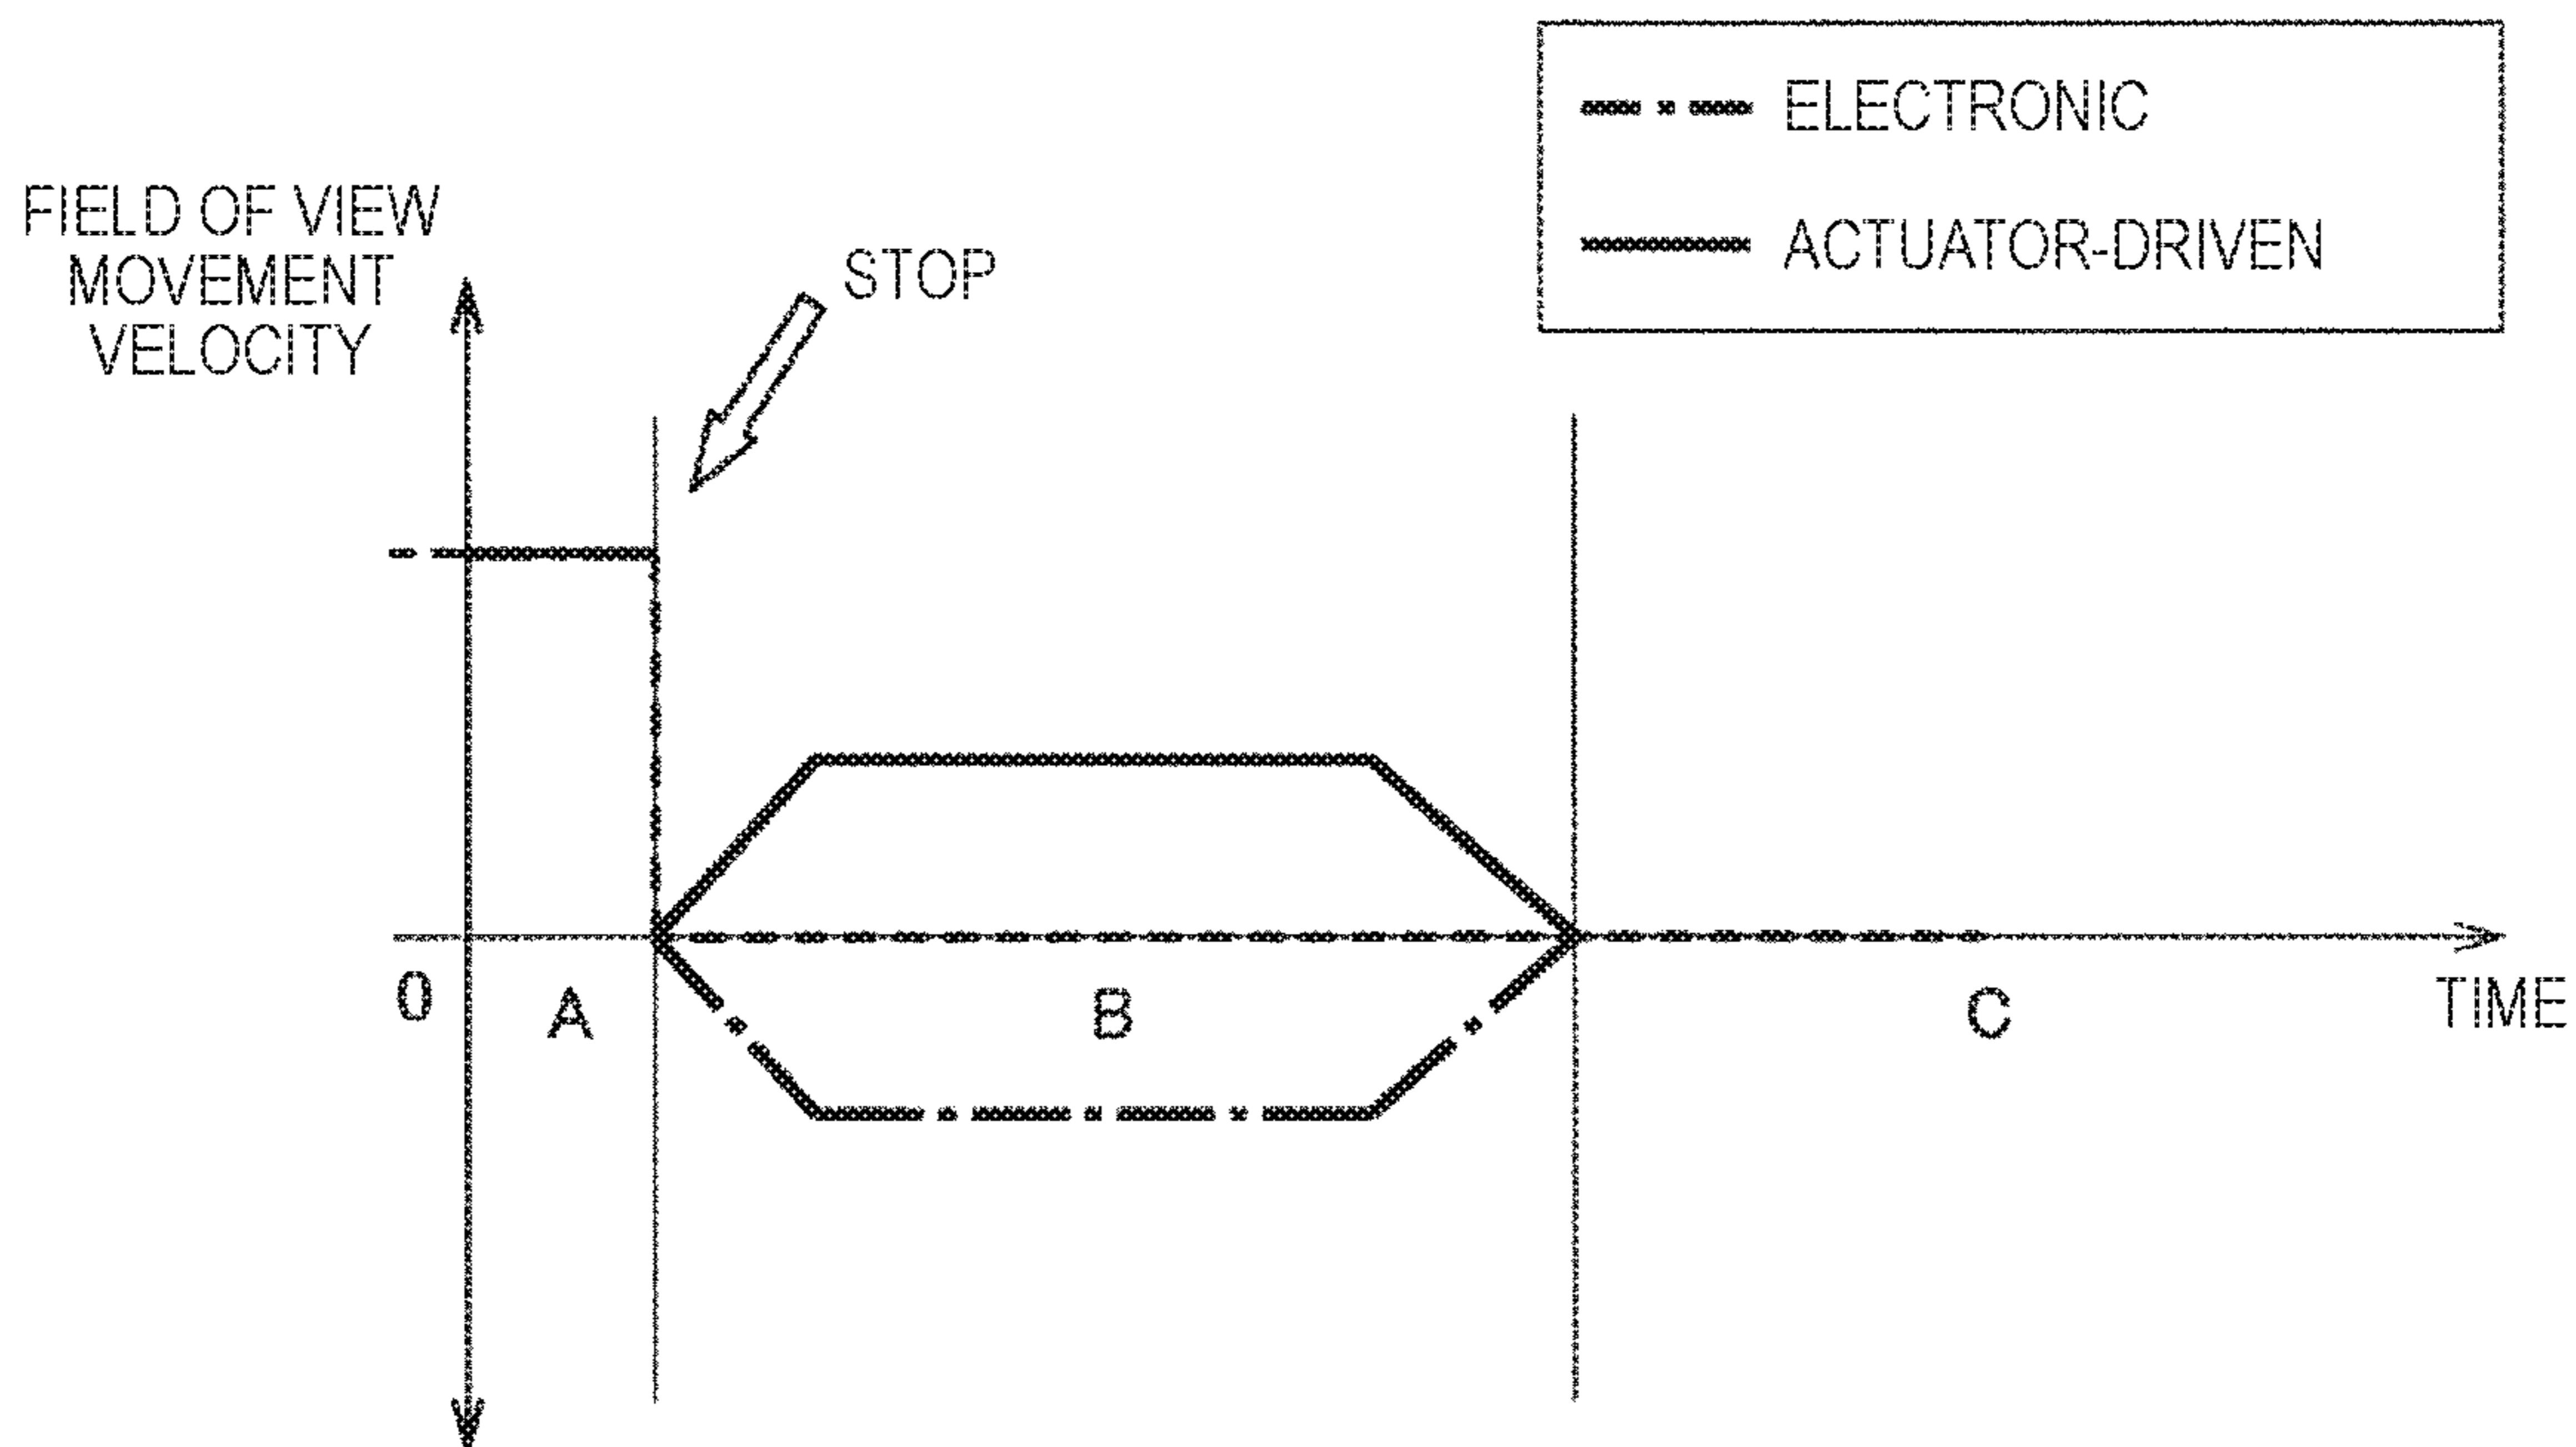 ELECTRONIC
ACTUATOR-DRIVEN
FIELD OF VIEW
MOVEMENT
VELOCITY
STOP
0
A
B
C
TIME